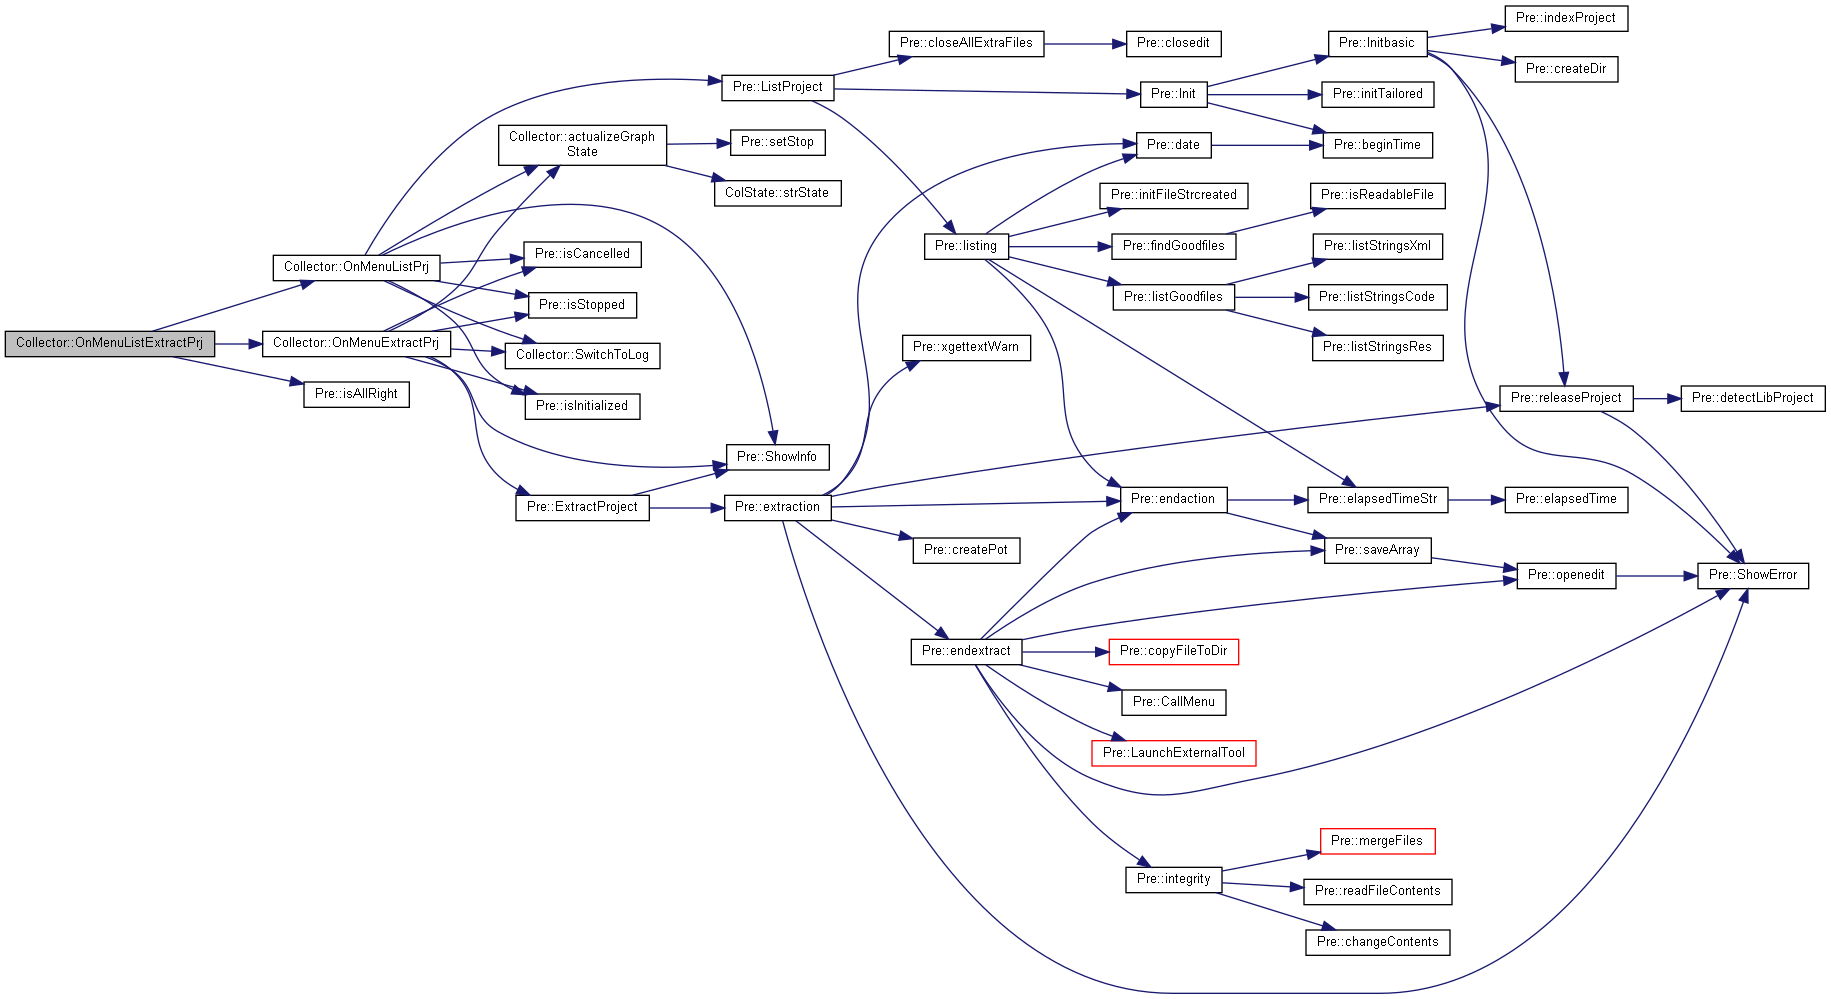 Pre::indexProject
Pre::closeAllExtraFiles
Pre::closedit
Pre::Initbasic
Pre::createDir
Pre::ListProject
Pre::Init
Pre::initTailored
Collector::actualizeGraph
State
Pre::setStop
Pre::date
Pre::beginTime
ColState::strState
Pre::initFileStrcreated
Pre::isReadableFile
Pre::isCancelled
Pre::listing
Pre::findGoodfiles
Pre::listStringsXml
Collector::OnMenuListPrj
Pre::isStopped
Pre::listGoodfiles
Pre::listStringsCode
Collector::OnMenuListExtractPrj
Collector::OnMenuExtractPrj
Collector::SwitchToLog
Pre::xgettextWarn
Pre::listStringsRes
Pre::isAllRight
Pre::isInitialized
Pre::releaseProject
Pre::detectLibProject
Pre::ShowInfo
Pre::ExtractProject
Pre::extraction
Pre::endaction
Pre::elapsedTimeStr
Pre::elapsedTime
Pre::createPot
Pre::saveArray
Pre::openedit
Pre::ShowError
Pre::endextract
Pre::copyFileToDir
Pre::CallMenu
Pre::LaunchExternalTool
Pre::mergeFiles
Pre::integrity
Pre::readFileContents
Pre::changeContents